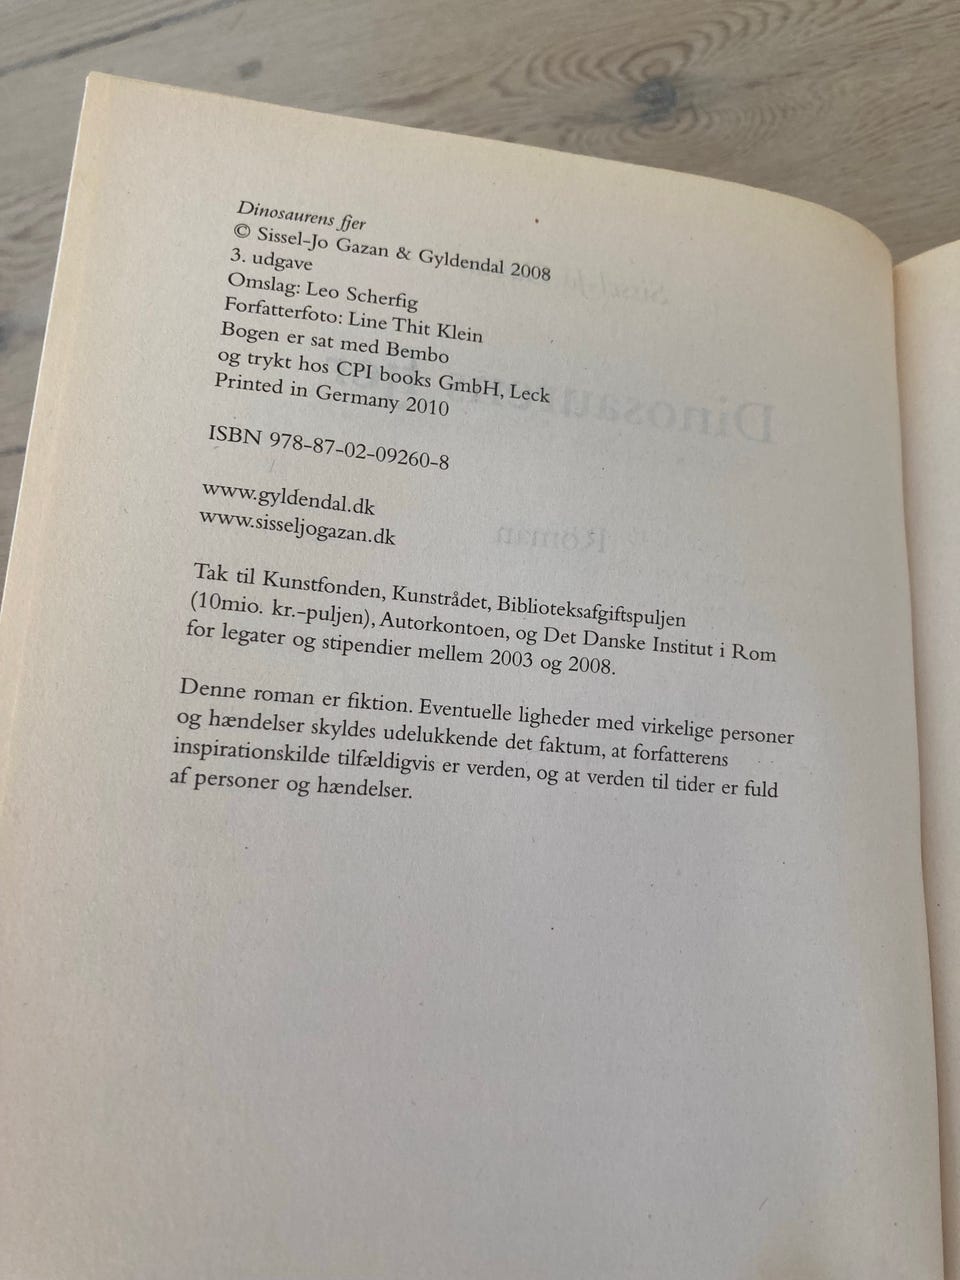 Dinosaurens fjer
© Sissel-Jo Gazan & Gyldendal 2008
3. udgave
Omslag: Leo Scherfig
Forfatterfoto: Line Thit Klein
Bogen er sat med Bembo
og trykt hos CPI books GmbH, Leck
Printed in Germany 2010
ISBN 978-87-02-09260-8
www.gyldendal.dk
www.sisseljogazan.dk
Tak til Kunstfonden, Kunstrådet, Biblioteksafgiftspuljen
(10mio. kr.-puljen), Autorkontoen, og Det Danske Institut i Rom
for legater og stipendier mellem 2003 og 2008.
Denne roman er fiktion. Eventuelle ligheder med virkelige personer
og hændelser skyldes udelukkende det faktum, at forfatterens
inspirationskilde tilfældigvis er verden, og at verden til tider er fuld
af personer og hændelser.